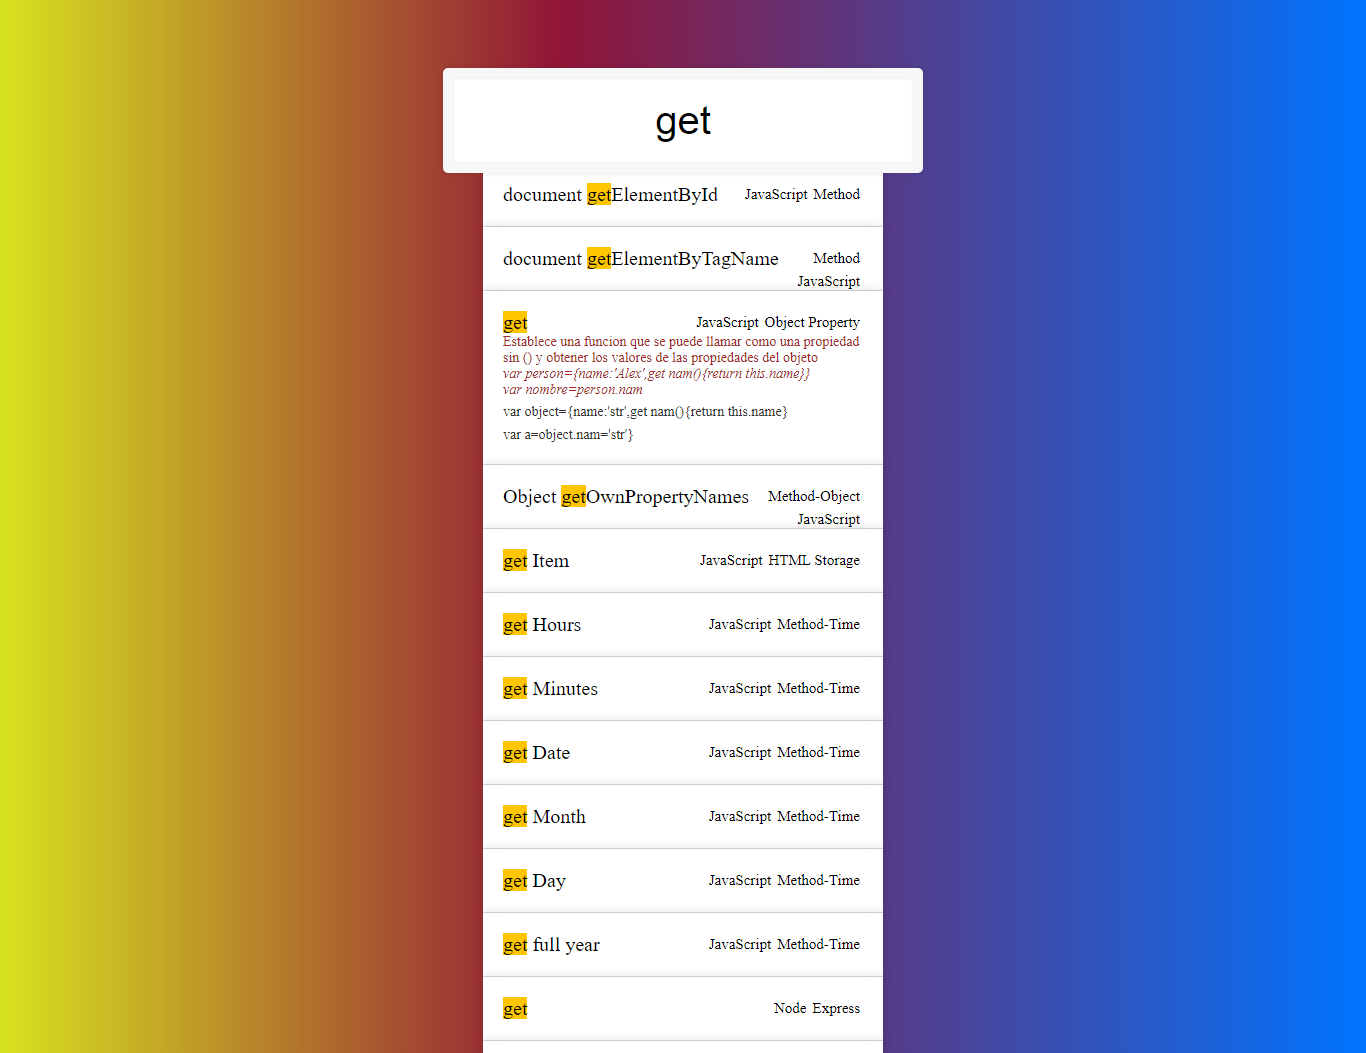 get
document getElementById JavaScript Method
document getElementByTagName Method
JavaScript
get JavaScript Object Property
Establece una funcion que se puede llamar como una propiedad
sin () y obtener los valores de las propiedades del objeto
var person={name:'Alex',get nam(){return this.name}}
var nombre=person.nam
var object={name:'str',get nam(){return this.name}
var a=object.nam='str'}
Object getOwnPropertyNames Method-Object
JavaScript
get Item JavaScript HTML Storage
get Hours JavaScript Method-Time
get Minutes JavaScript Method-Time
get Date JavaScript Method-Time
get Month JavaScript Method-Time
get Day JavaScript Method-Time
get full year JavaScript Method-Time
get Node Express